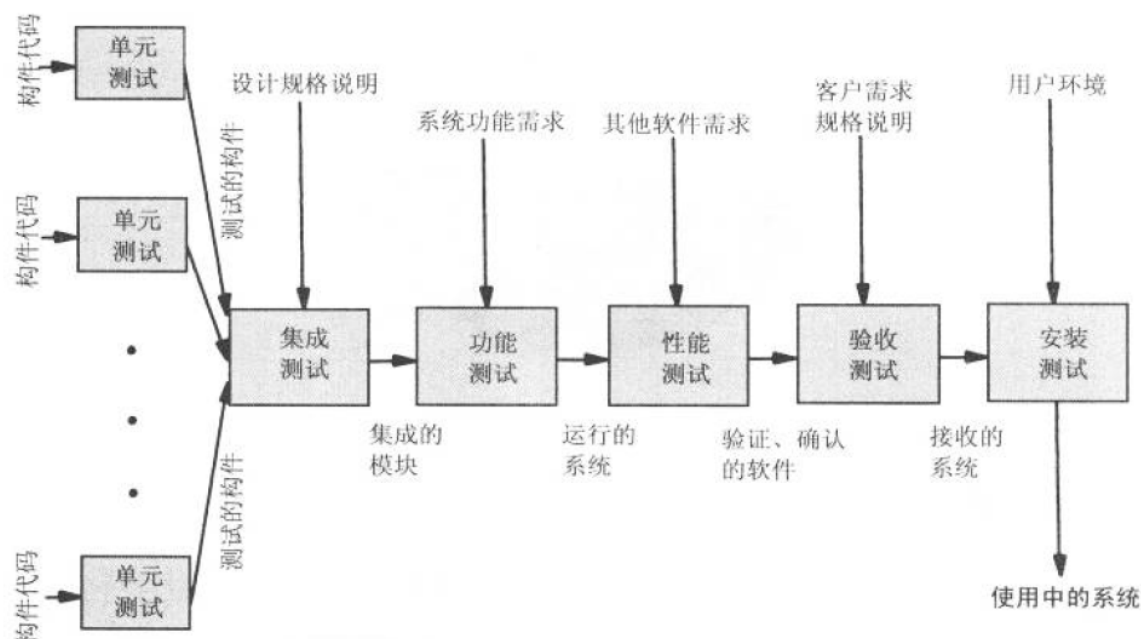 构件代码
单元
测试
设计规格说明
系统功能需求
其他软件需求
客户需求
规格说明
用户环境
测试的构件
构件代码
单元
测试
集成
测试
功能
测试
性能
测试
验收
测试
安装
测试
集成的
模块
运行的
系统
验证、确认
的软件
接收的
系统
测试的构件
构件代码
单元
测试
使用中的系统